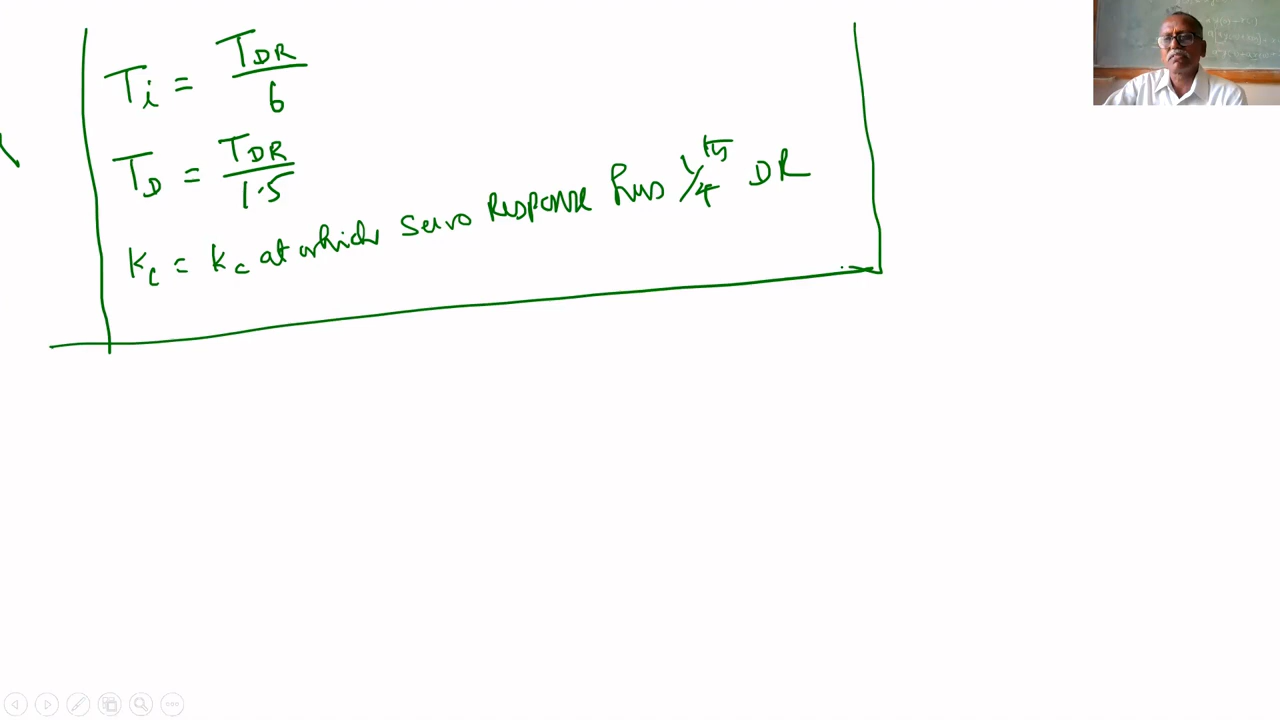 Ti = TDR / 6
TD = TDR / 1.5
Kc = Kc at which servo response has 1/4th DR